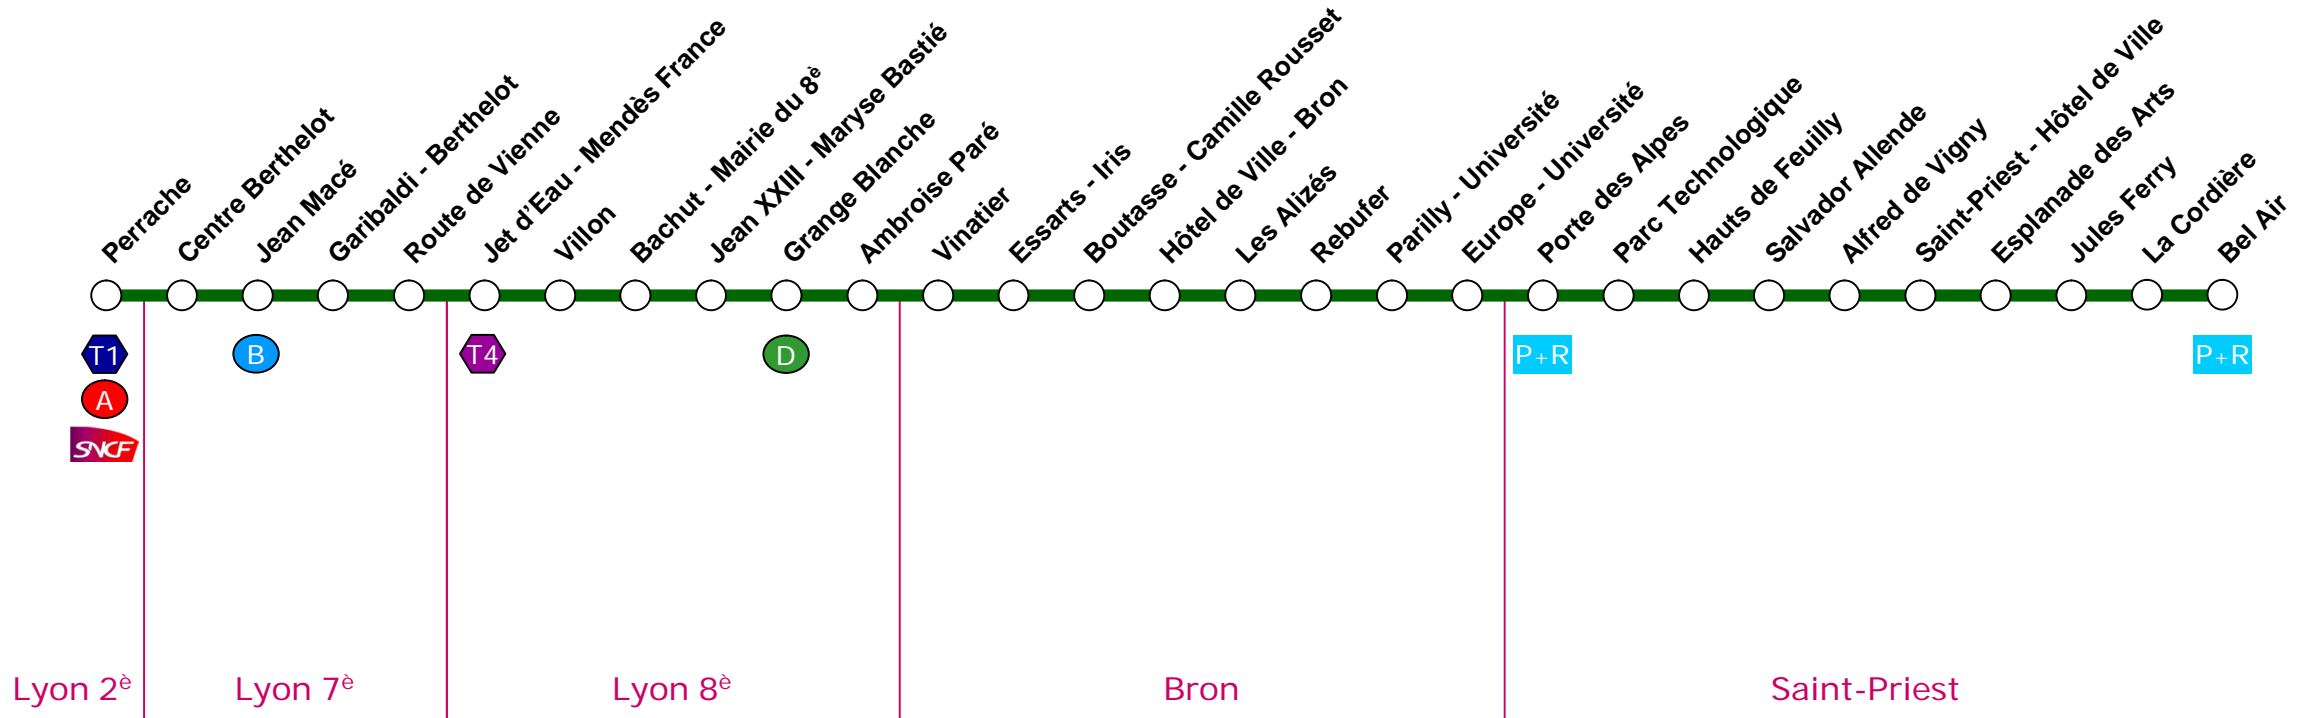 Perrache
Centre Berthelot
Jean Macé
Garibaldi - Berthelot
Route de Vienne
Jet d’Eau - Mendès France
Villon
Bachut - Mairie du 8è
Jean XXIII - Maryse Bastié
Grange Blanche
Ambroise Paré
Vinatier
Essarts - Iris
Boutasse - Camille Rousset
Hôtel de Ville - Bron
Les Alizés
Rebufer
Parilly - Université
Europe - Université
Porte des Alpes
Parc Technologique
Hauts de Feuilly
Salvador Allende
Alfred de Vigny
Saint-Priest - Hôtel de Ville
Esplanade des Arts
Jules Ferry
La Cordière
Bel Air
T1
B
T4
D
P+R
P+R
A
SNCF
Lyon 2è
Lyon 7è
Lyon 8è
Bron
Saint-Priest